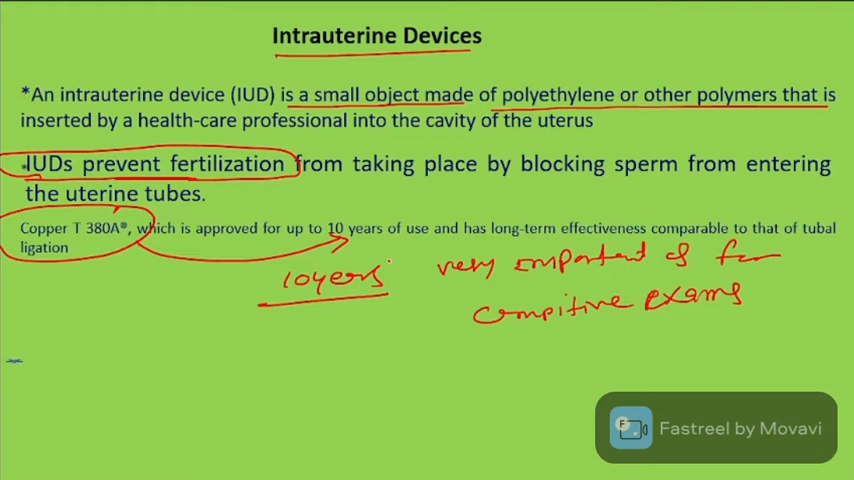 Intrauterine Devices
*An intrauterine device (IUD) is a small object made of polyethylene or other polymers that is
inserted by a health-care professional into the cavity of the uterus
IUDs prevent fertilization from taking place by blocking sperm from entering
the uterine tubes.
Copper T 380A®, which is approved for up to 10 years of use and has long-term effectiveness comparable to that of tubal
ligation
10yers
very emportent
compitive exams
Fastreel by Movavi